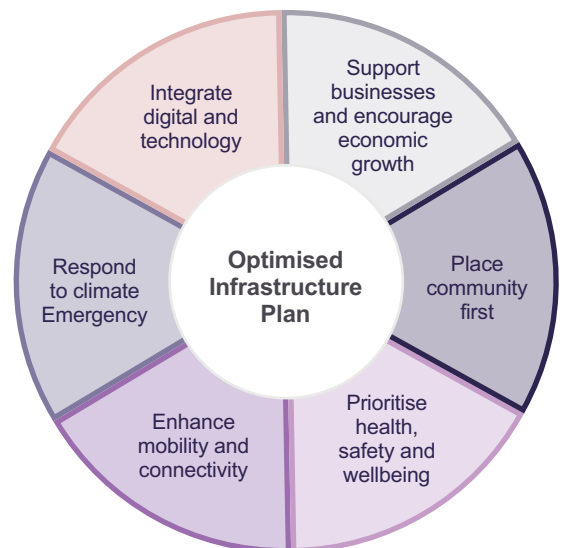 Integrate
digital and
technology
Support
businesses
and encourage
economic
growth
Respond
to climate
Emergency
Optimised
Infrastructure
Plan
Place
community
first
Enhance
mobility and
connectivity
Prioritise
health,
safety and
wellbeing